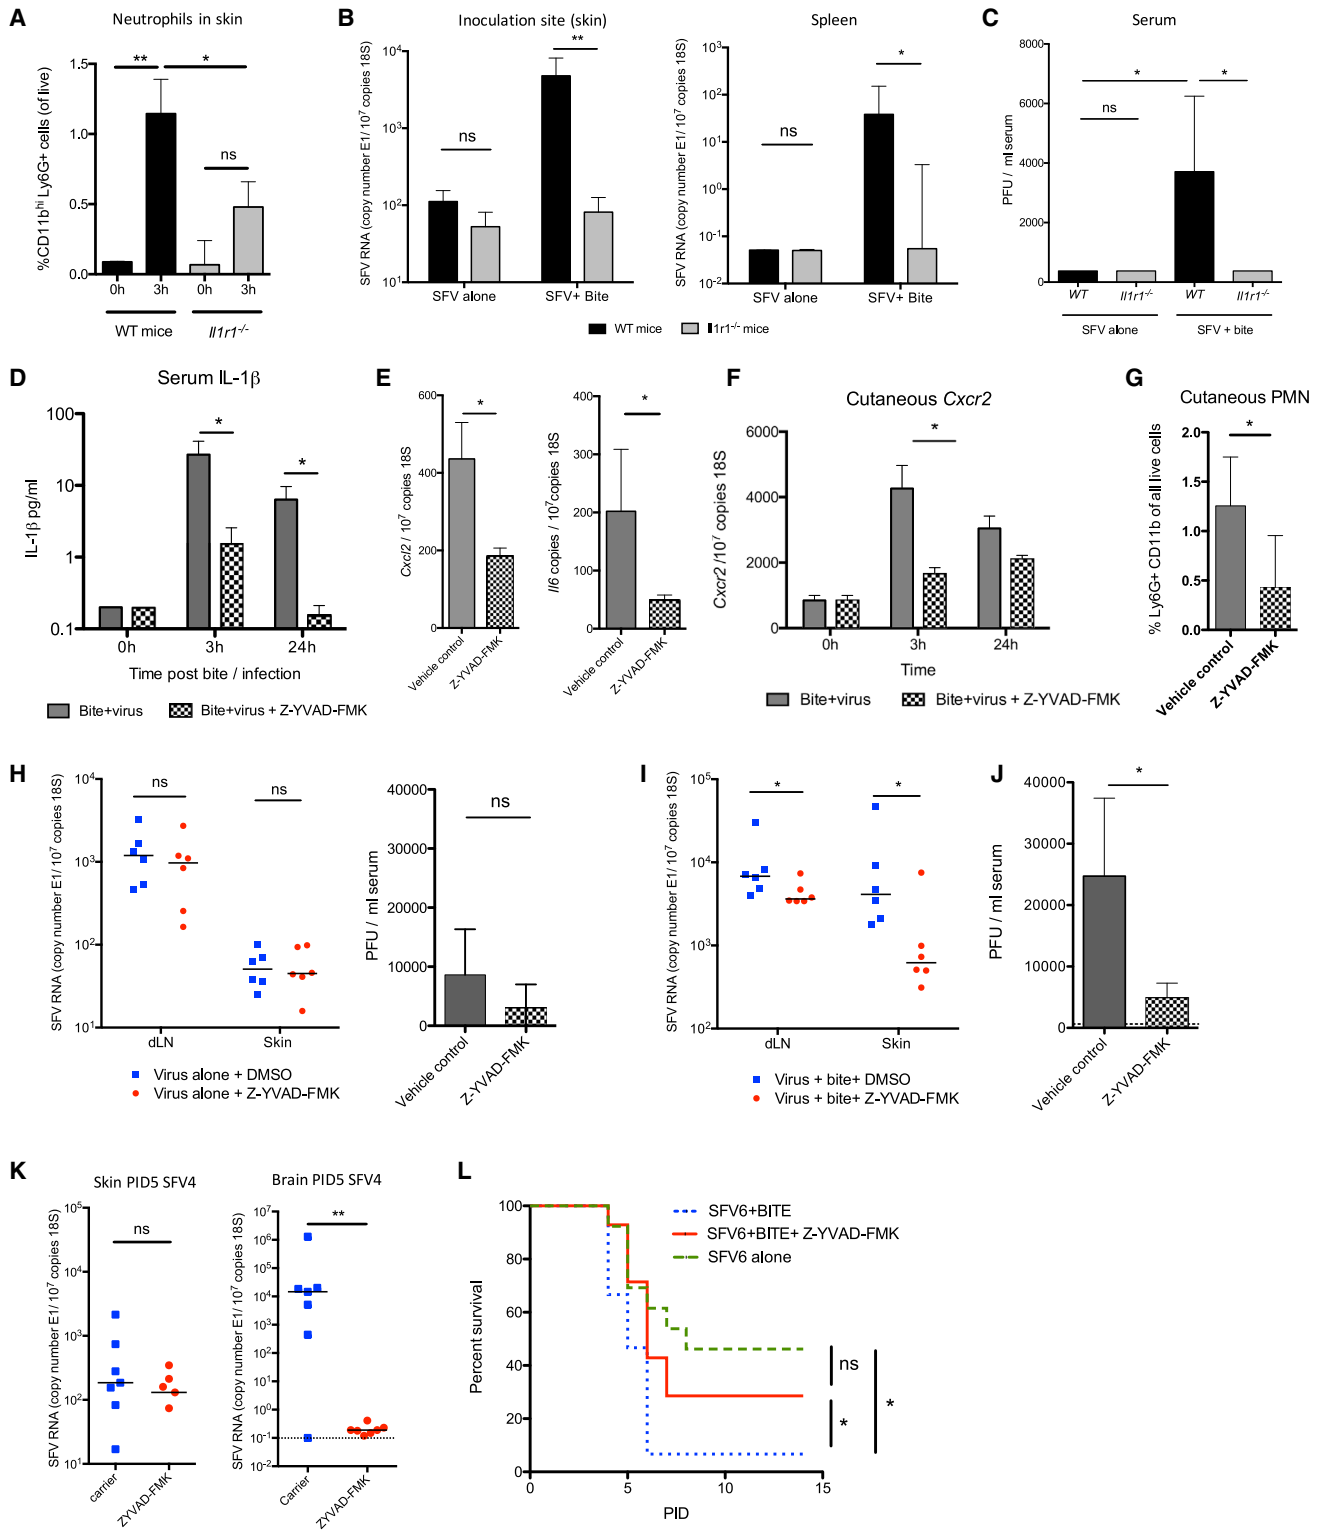 A
Neutrophils in skin
%CD11b^hi Ly6G+ cells (of live)
1.5
1.0
0.5
0.0
**
*
ns
0h
3h
0h
3h
WT mice
Il1r1-/-
B
Inoculation site (skin)
SFV RNA (copy number E1/ 10^7 copies 18S)
10^4
10^3
10^2
10^1
ns
**
SFV alone
SFV+ Bite
Spleen
SFV RNA (copy number E1/ 10^7 copies 18S)
10^3
10^2
10^1
10^0
10^-1
10^-2
ns
*
SFV alone
SFV+ Bite
WT mice
Il1r1-/- mice
C
Serum
PFU / ml serum
8000
6000
4000
2000
0
*
*
ns
WT
Il1r1-/-
WT
Il1r1-/-
SFV alone
SFV + bite
D
Serum IL-1β
IL-1β pg/ml
100
10
1
0.1
*
*
0h
3h
24h
Time post bite / infection
Bite+virus
Bite+virus + Z-YVAD-FMK
E
Cxcl2 / 10^7 copies 18S
600
400
200
0
*
Vehicle control
Z-YVAD-FMK
Il6 copies / 10^7copies 18S
400
300
200
100
0
*
Vehicle control
Z-YVAD-FMK
F
Cutaneous Cxcr2
Cxcr2 /10^7 copies 18S
6000
4000
2000
0
*
0h
3h
24h
Time
Bite+virus
Bite+virus + Z-YVAD-FMK
G
Cutaneous PMN
% Ly6G+ CD11b of all live cells
2.0
1.5
1.0
0.5
0.0
*
Vehicle control
Z-YVAD-FMK
H
SFV RNA (copy number E1/ 10^7 copies 18S)
10^4
10^3
10^2
10^1
ns
ns
dLN
Skin
Virus alone + DMSO
Virus alone + Z-YVAD-FMK
PFU / ml serum
40000
30000
20000
10000
0
ns
Vehicle control
Z-YVAD-FMK
I
SFV RNA (copy number E1/ 10^7 copies 18S)
10^5
10^4
10^3
10^2
*
*
dLN
Skin
Virus + bite+ DMSO
Virus + bite+ Z-YVAD-FMK
J
PFU / ml serum
40000
30000
20000
10000
0
*
Vehicle control
Z-YVAD-FMK
K
Skin PID5 SFV4
SFV RNA (copy number E1/ 10^7 copies 18S)
10^5
10^4
10^3
10^2
10^1
ns
carrier
ZYVAD-FMK
Brain PID5 SFV4
SFV RNA (copy number E1/ 10^7 copies 18S)
10^7
10^6
10^5
10^4
10^3
10^2
10^1
10^0
10^-1
10^-2
**
Carrier
ZYVAD-FMK
L
Percent survival
100
80
60
40
20
0
SFV6+BITE
SFV6+BITE+ Z-YVAD-FMK
SFV6 alone
ns
*
*
0
5
10
15
PID